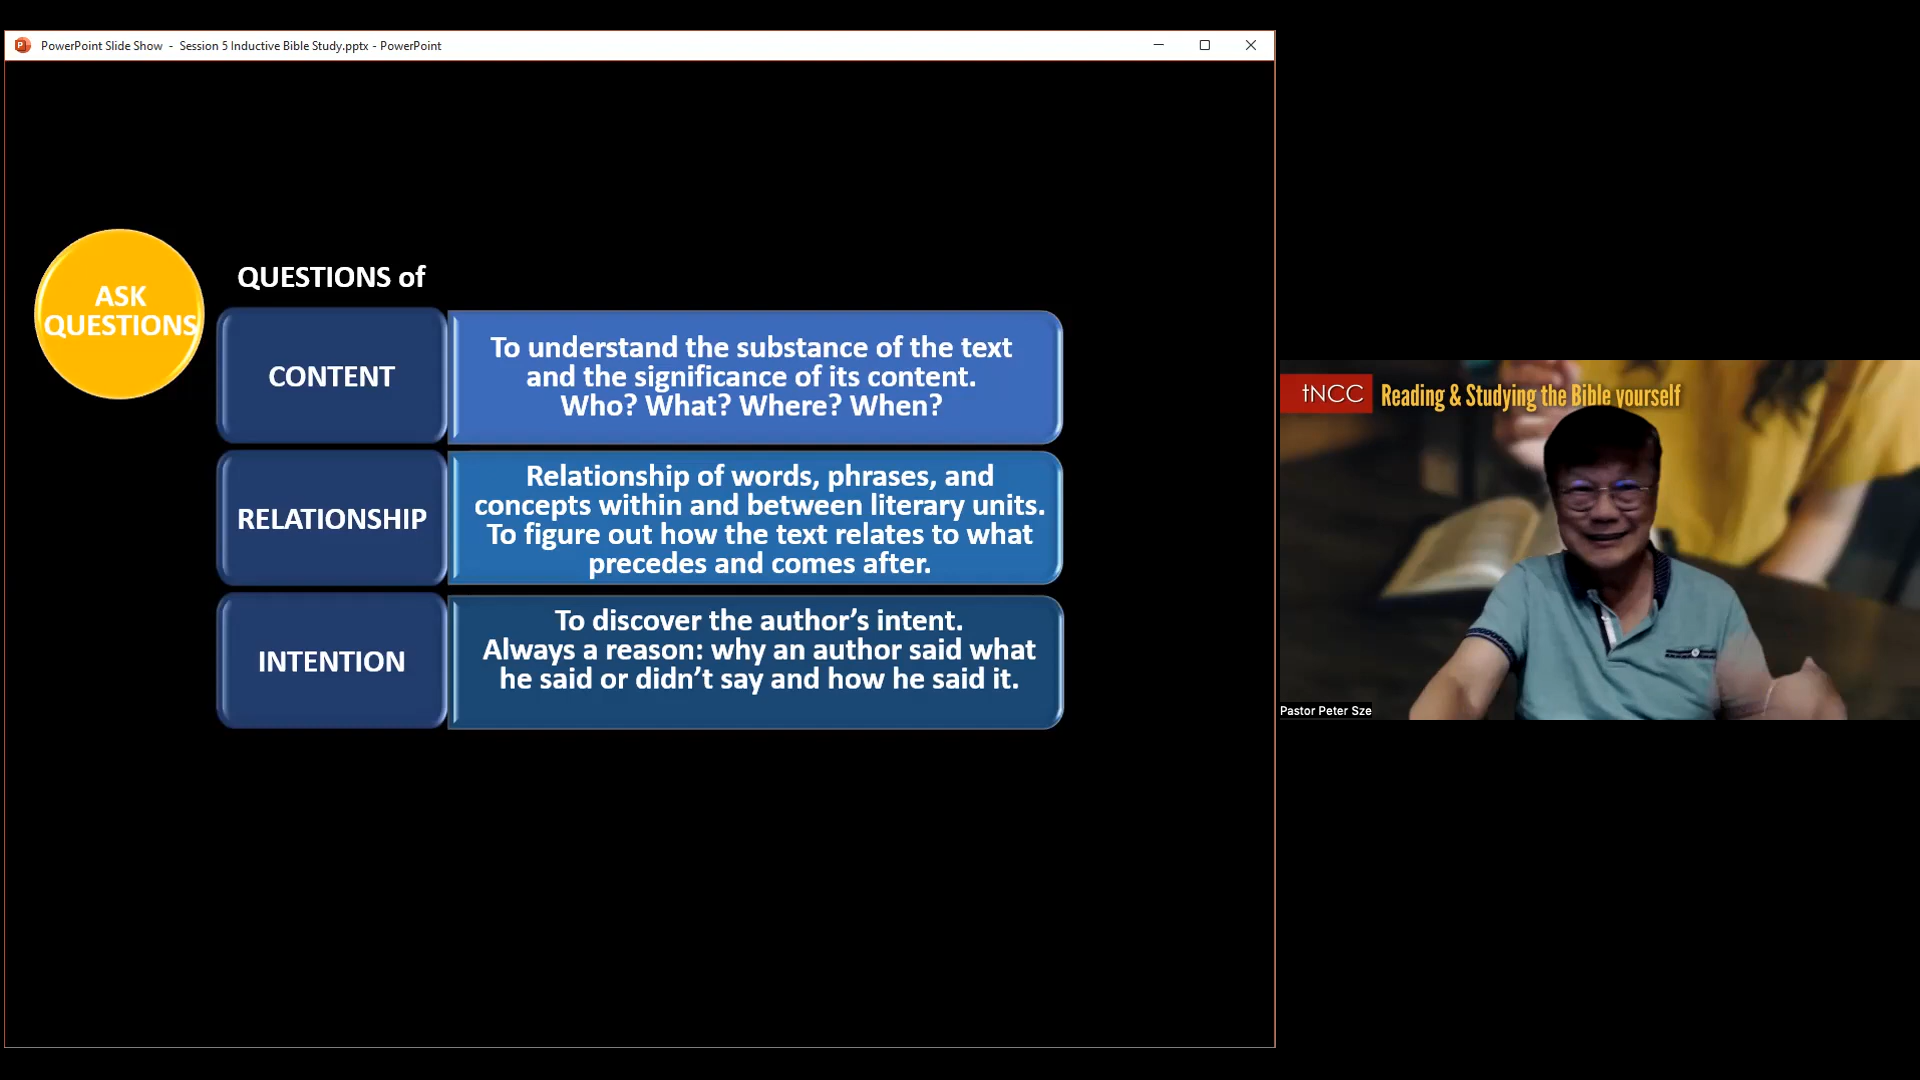 PowerPoint Slide Show - Session 5 Inductive Bible Study.pptx - PowerPoint
ASK
QUESTIONS
QUESTIONS of
CONTENT
To understand the substance of the text
and the significance of its content.
Who? What? Where? When?
RELATIONSHIP
Relationship of words, phrases, and
concepts within and between literary units.
To figure out how the text relates to what
precedes and comes after.
INTENTION
To discover the author’s intent.
Always a reason: why an author said what
he said or didn’t say and how he said it.
tNCC
Reading & Studying the Bible yourself
Pastor Peter Sze